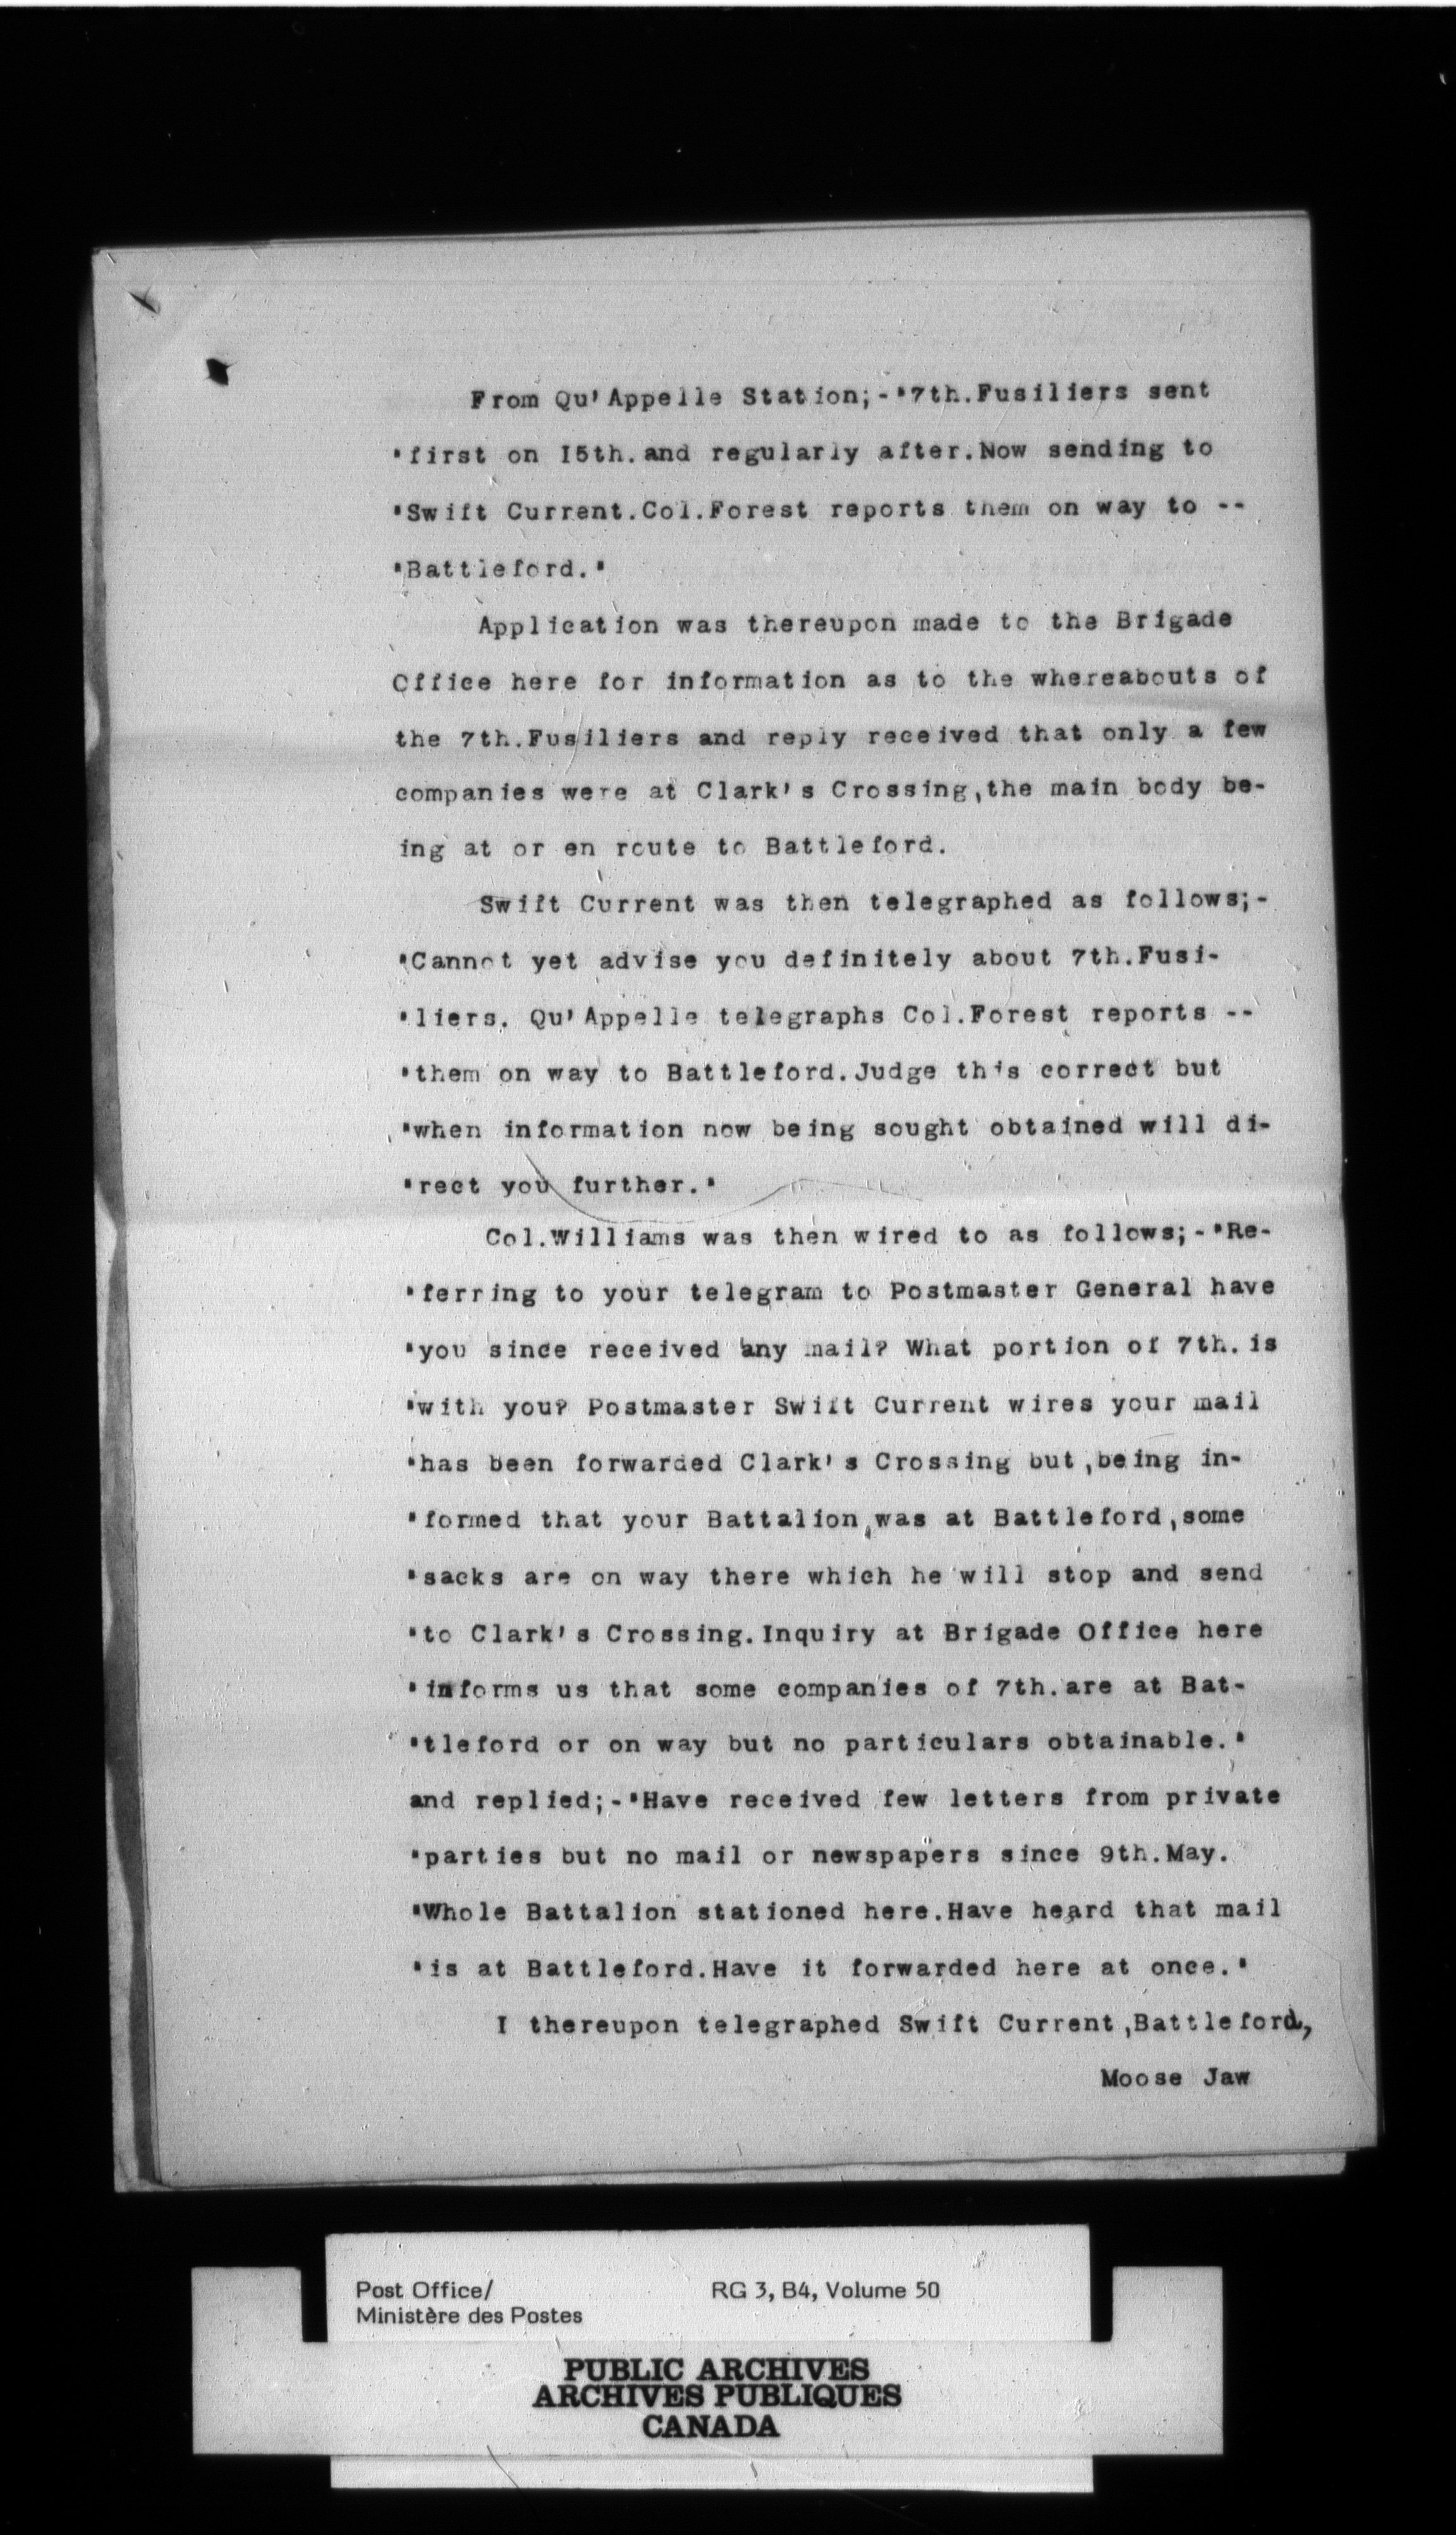 From Qu'Appelle Station;-"7th.Fusiliers sent
"first on I5th.and regularly after.Now sending to
"Swift Current.Col.Forest reports them on way to --
"Battleford."
Application was thereupon made to the Brigade
Office here for information as to the whereabouts of
the 7th.Fusiliers and reply received that only a few
companies were at Clark's Crossing,the main body be-
ing at or en route to Battleford.
Swift Current was then telegraphed as follows;-
"Cannot yet advise you definitely about 7th.Fusi-
"liers. Qu'Appelle telegraphs Col.Forest reports --
"them on way to Battleford.Judge this correct but
"when information now being sought obtained will di-
"rect you further."
Col.Williams was then wired to as follows;-"Re-
"ferring to your telegram to Postmaster General have
"you since received any mail? What portion of 7th.is
"with you? Postmaster Swift Current wires your mail
"has been forwarded Clark's Crossing but,being in-
"formed that your Battalion,was at Battleford,some
"sacks are on way there which he will stop and send
"to Clark's Crossing.Inquiry at Brigade Office here
"informs us that some companies of 7th.are at Bat-
"tleford or on way but no particulars obtainable."
and replied;-"Have received few letters from private
"parties but no mail or newspapers since 9th.May.
"Whole Battalion stationed here.Have heard that mail
"is at Battleford.Have it forwarded here at once."
I thereupon telegraphed Swift Current,Battleford,
Moose Jaw
Post Office/
Ministère des Postes
RG 3, B4, Volume 50
PUBLIC ARCHIVES
ARCHIVES PUBLIQUES
CANADA